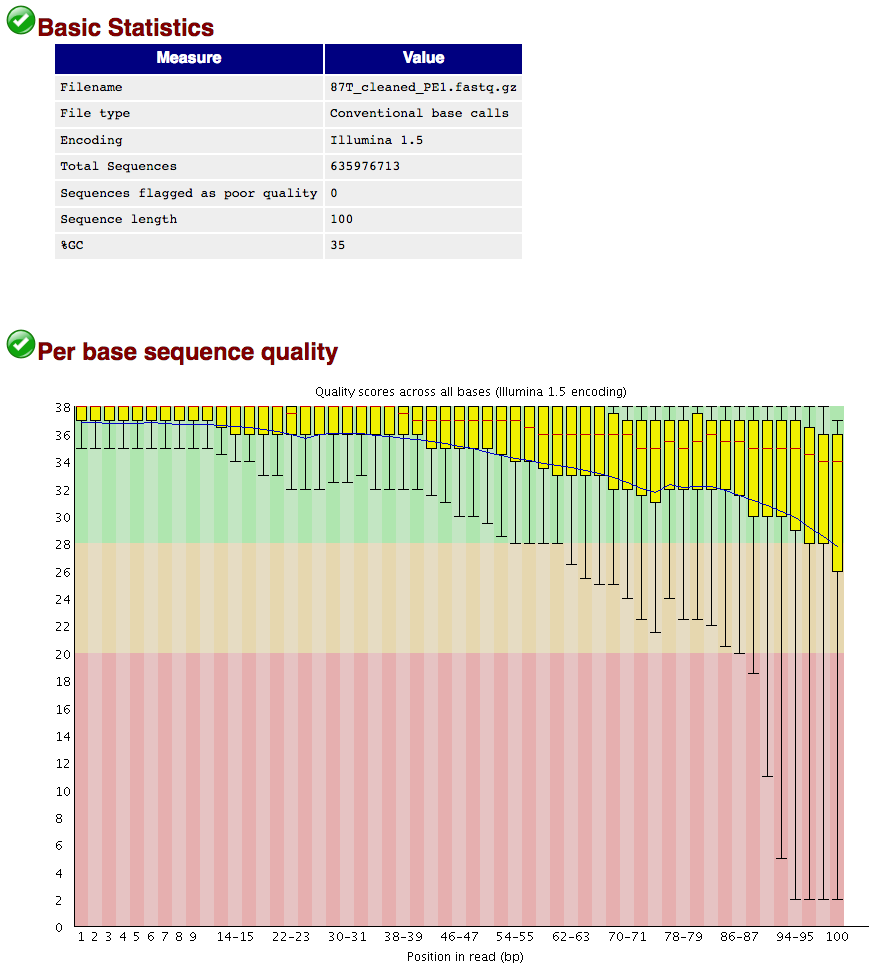 Basic Statistics
Measure Value
Filename 87T_cleaned_PE1.fastq.gz
File type Conventional base calls
Encoding Illumina 1.5
Total Sequences 635976713
Sequences flagged as poor quality 0
Sequence length 100
%GC 35
Per base sequence quality
Quality scores across all bases (Illumina 1.5 encoding)
38
36
34
32
30
28
26
24
22
20
18
16
14
12
10
8
6
4
2
0
1 2 3 4 5 6 7 8 9 14-15 22-23 30-31 38-39 46-47 54-55 62-63 70-71 78-79 86-87 94-95 100
Position in read (bp)